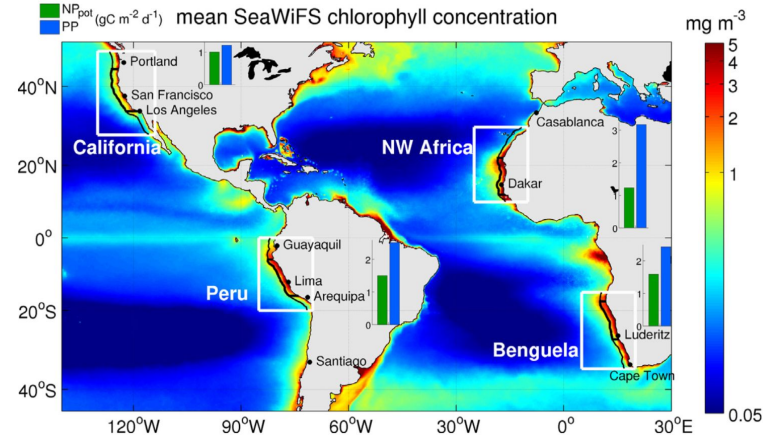 NPpot (gC m-2 d-1)
PP
mean SeaWiFS chlorophyll concentration
mg m-3
5
4
3
2
1
0.05
40°N
20°N
0°
20°S
40°S
120°W
90°W
60°W
30°W
0°
30°E
Portland
San Francisco
Los Angeles
California
1
0
Casablanca
NW Africa
Dakar
3
2
1
0
Guayaquil
Lima
Arequipa
Peru
Santiago
2
1
0
Benguela
Luderitz
Cape Town
2
1
0